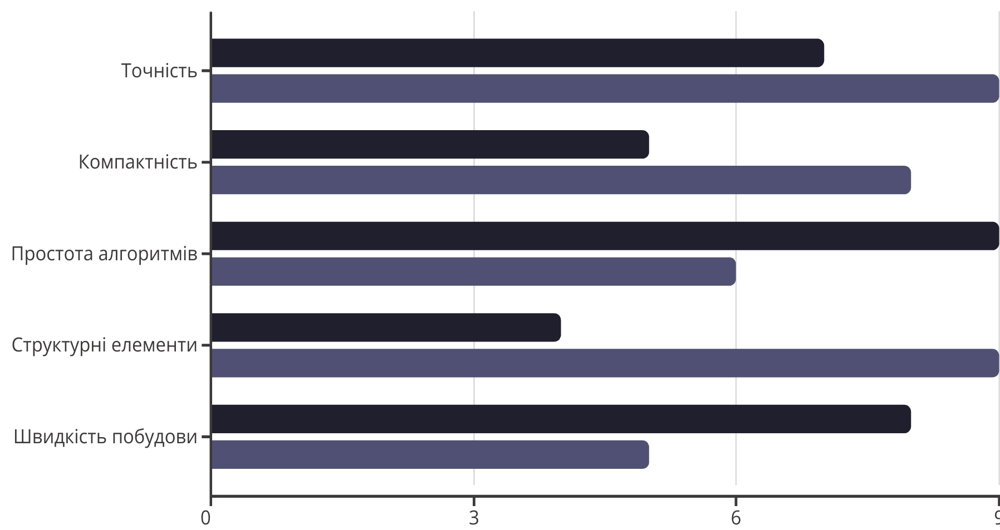 Точність
Компактність
Простота алгоритмів
Структурні елементи
Швидкість побудови
0 3 6 9